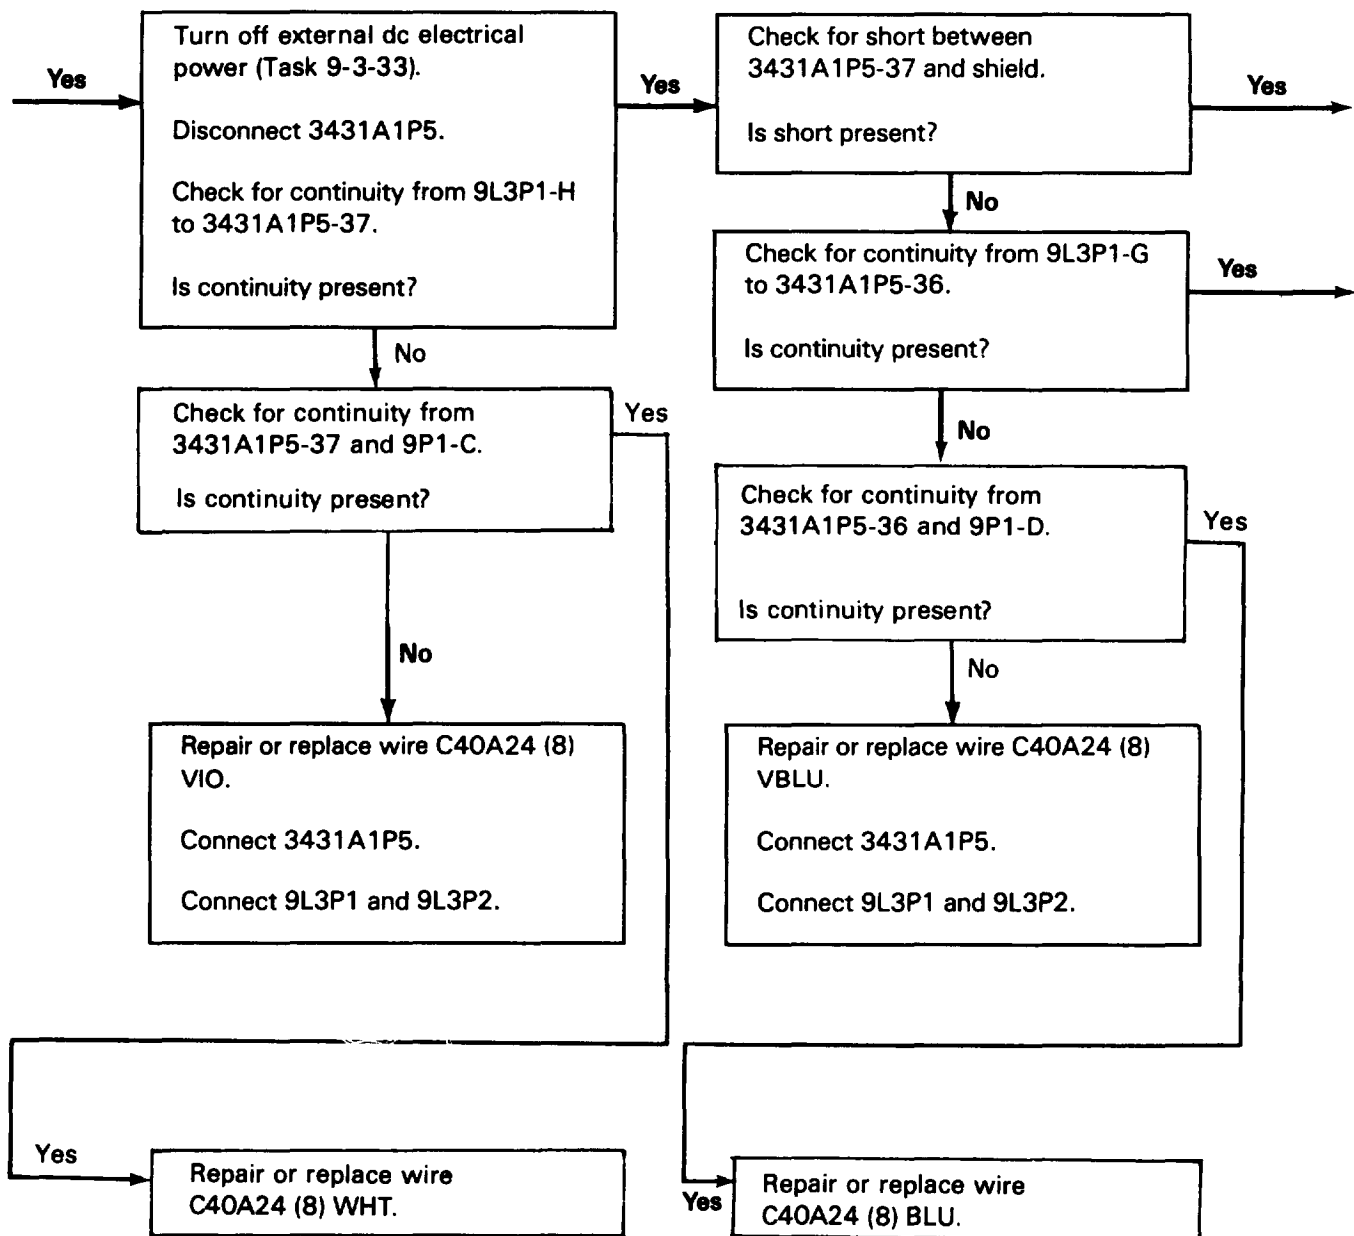 Yes
Turn off external dc electrical
power (Task 9-3-33).
Disconnect 3431A1P5.
Check for continuity from 9L3P1-H
to 3431A1P5-37.
Is continuity present?
Yes
Check for short between
3431A1P5-37 and shield.
Is short present?
Yes
No
Check for continuity from 9L3P1-G
to 3431A1P5-36.
Is continuity present?
Yes
No
Check for continuity from
3431A1P5-37 and 9P1-C.
Is continuity present?
Yes
No
Check for continuity from
3431A1P5-36 and 9P1-D.
Is continuity present?
Yes
No
Repair or replace wire C40A24 (8)
VIO.
Connect 3431A1P5.
Connect 9L3P1 and 9L3P2.
No
Repair or replace wire C40A24 (8)
VBLU.
Connect 3431A1P5.
Connect 9L3P1 and 9L3P2.
Yes
Repair or replace wire
C40A24 (8) WHT.
Yes
Repair or replace wire
C40A24 (8) BLU.